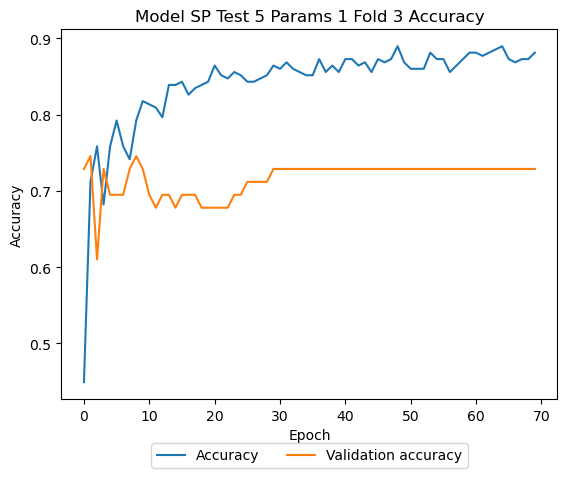 Model SP Test 5 Params 1 Fold 3 Accuracy
0.9
0.8
0.7
0.6
0.5
Accuracy
0 10 20 30 40 50 60 70
Epoch
Accuracy Validation accuracy